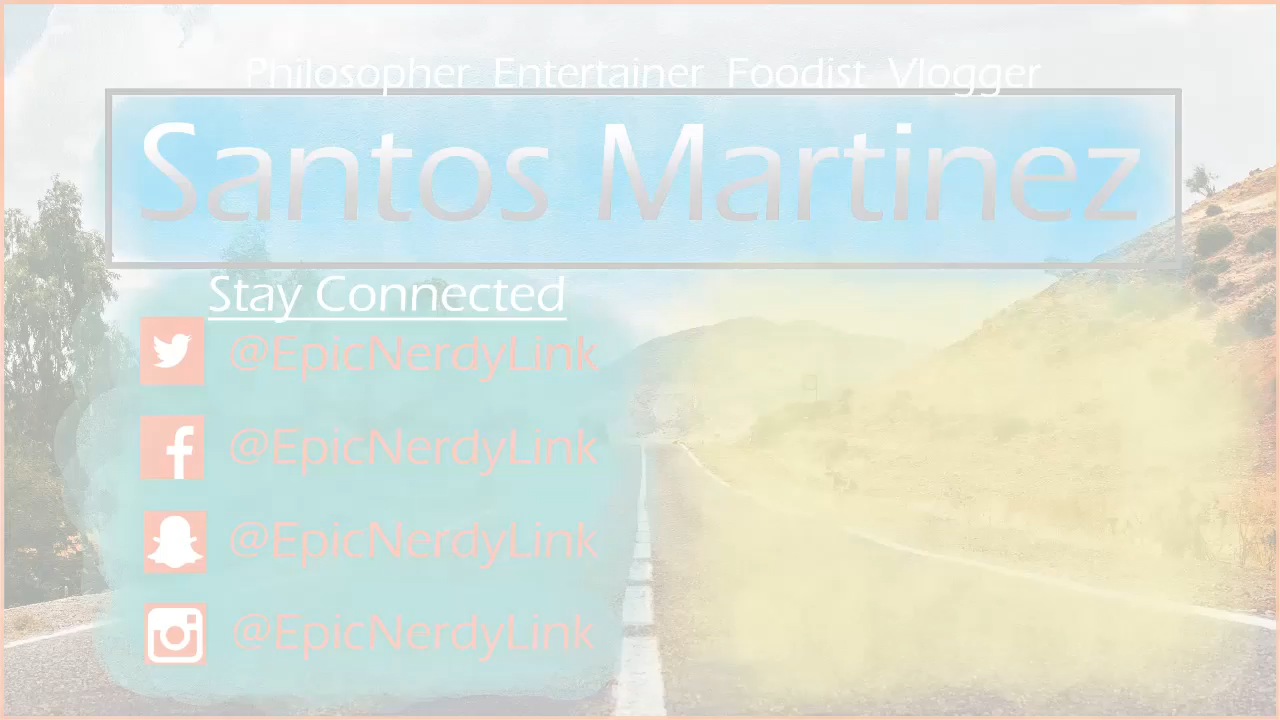 Philosopher Entertainer Foodist Vlogger
Santos Martinez
Stay Connected
@EpicNerdyLink
@EpicNerdyLink
@EpicNerdyLink
@EpicNerdyLink